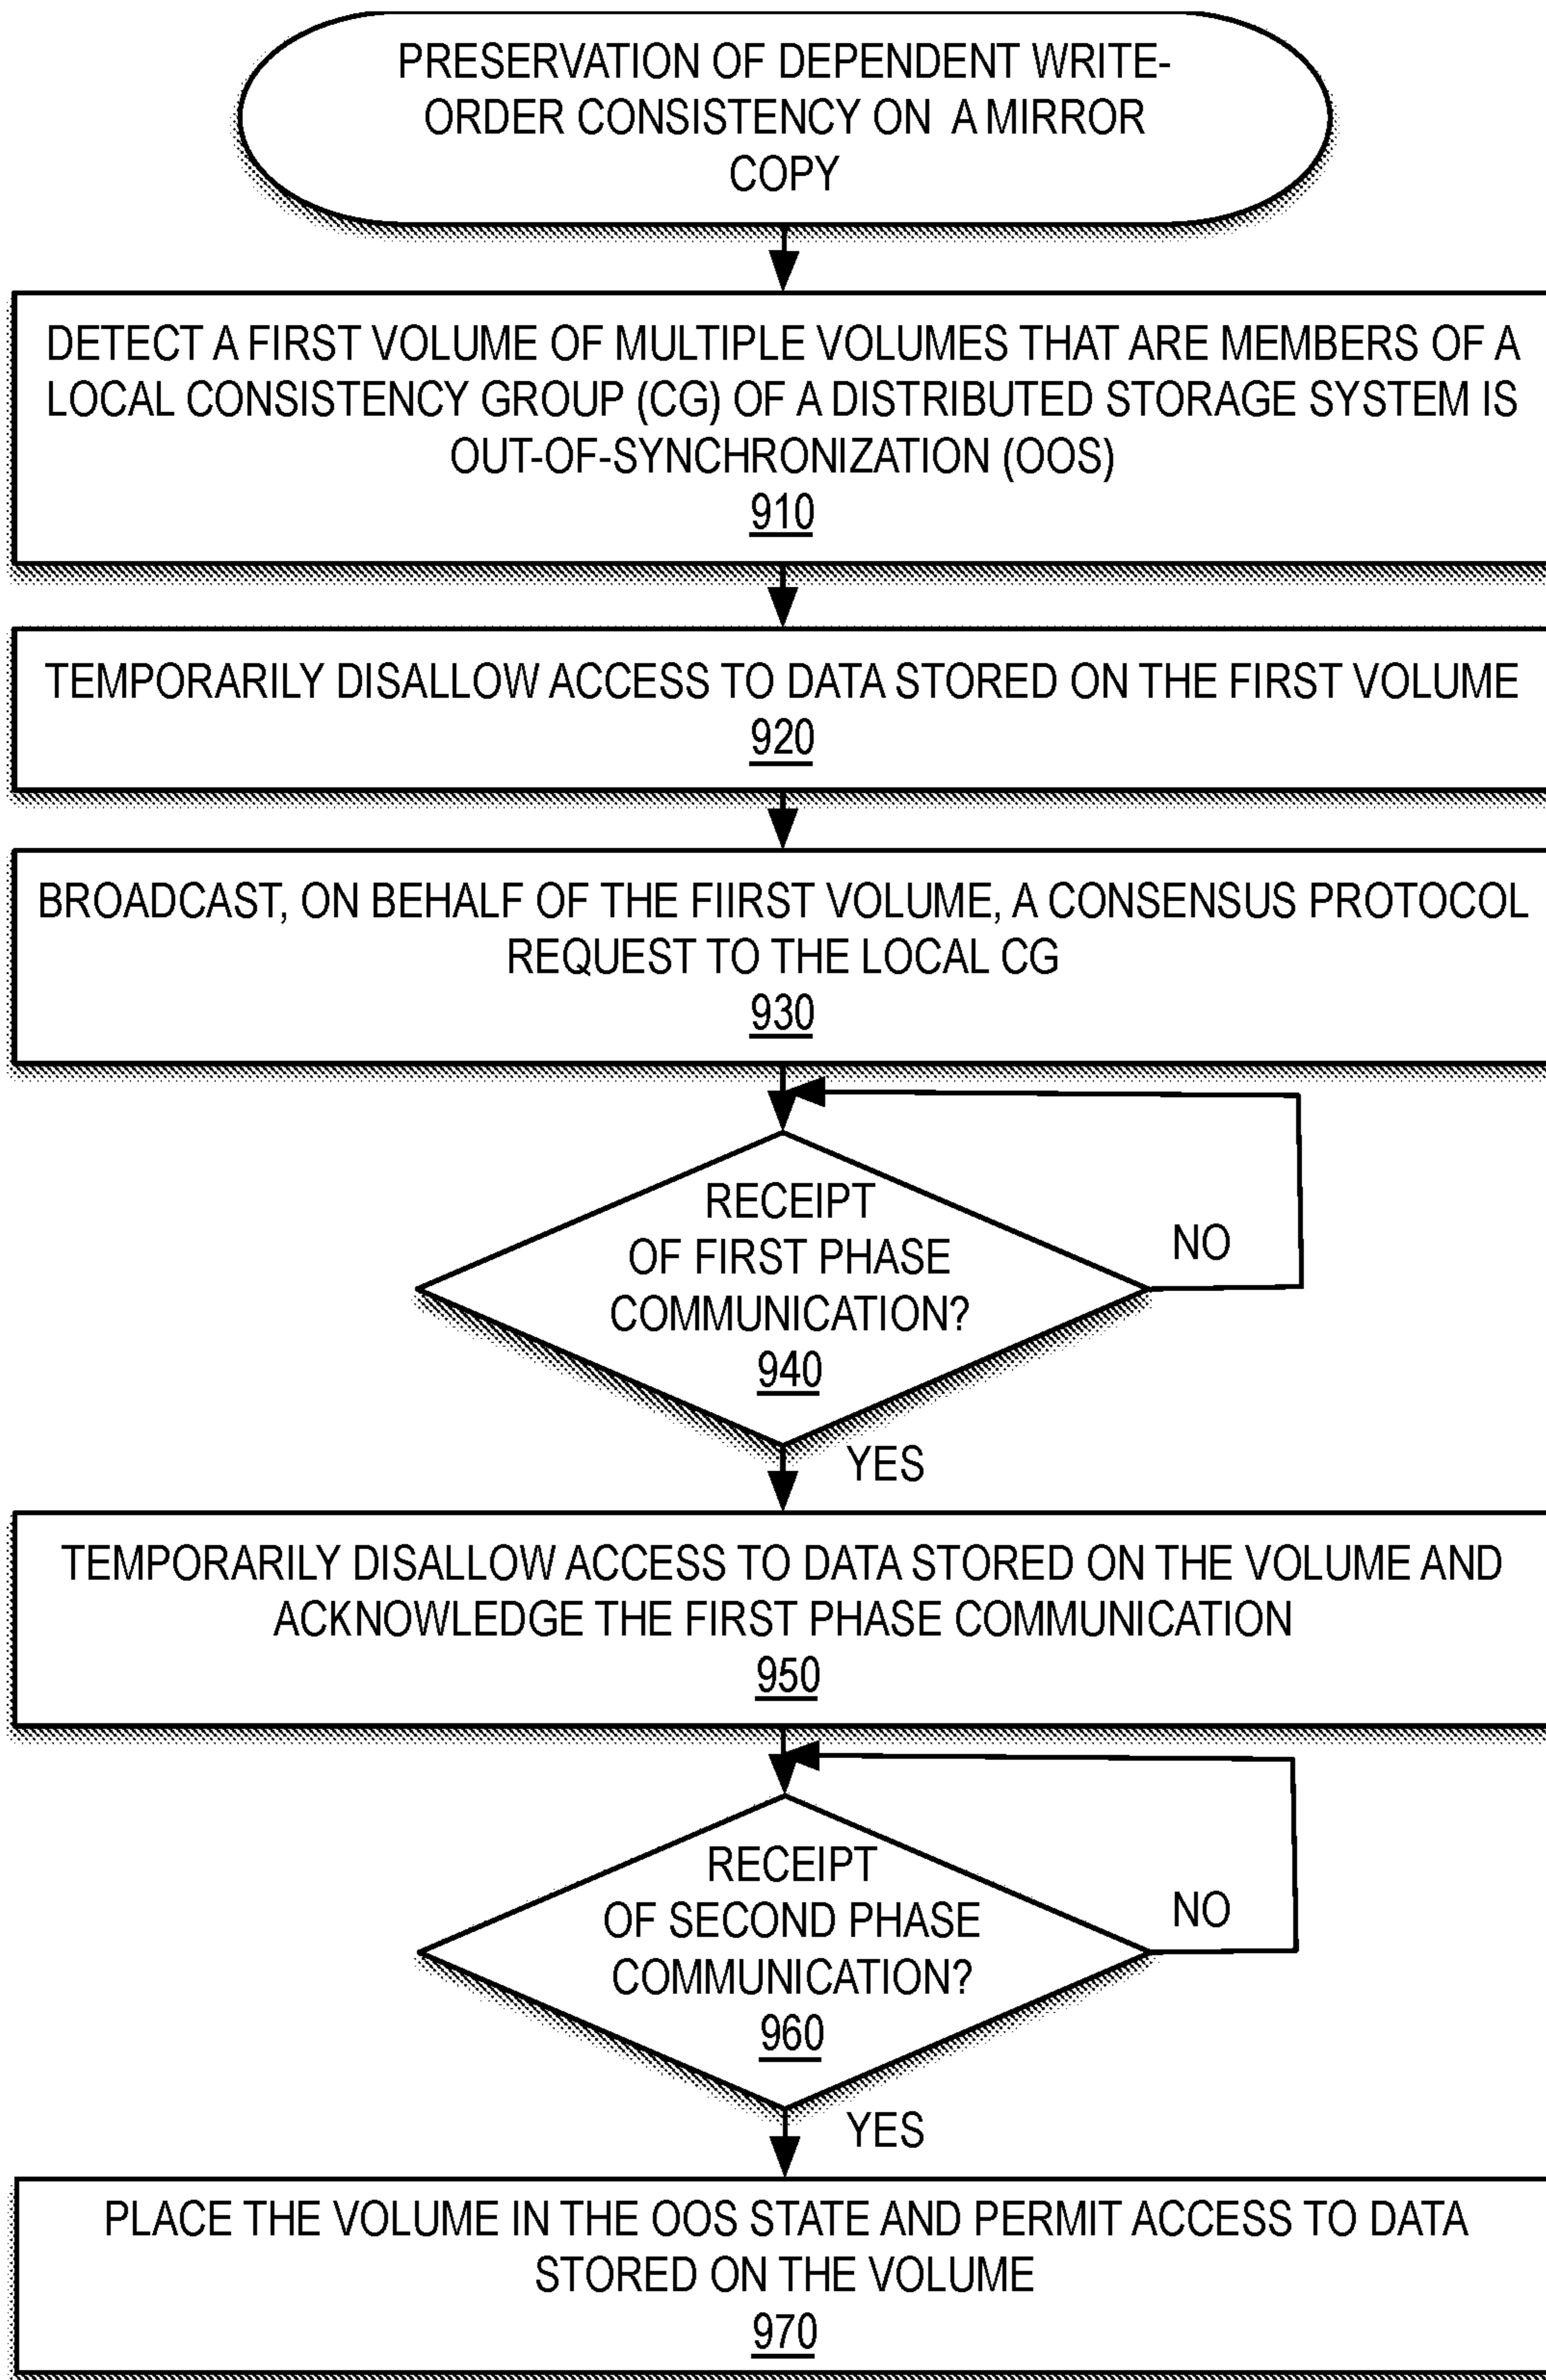 PRESERVATION OF DEPENDENT WRITE-
ORDER CONSISTENCY ON A MIRROR
COPY
DETECT A FIRST VOLUME OF MULTIPLE VOLUMES THAT ARE MEMBERS OF A
LOCAL CONSISTENCY GROUP (CG) OF A DISTRIBUTED STORAGE SYSTEM IS
OUT-OF-SYNCHRONIZATION (OOS)
910
TEMPORARILY DISALLOW ACCESS TO DATA STORED ON THE FIRST VOLUME
920
BROADCAST, ON BEHALF OF THE FIIRST VOLUME, A CONSENSUS PROTOCOL
REQUEST TO THE LOCAL CG
930
RECEIPT
OF FIRST PHASE
COMMUNICATION?
940
NO
YES
TEMPORARILY DISALLOW ACCESS TO DATA STORED ON THE VOLUME AND
ACKNOWLEDGE THE FIRST PHASE COMMUNICATION
950
RECEIPT
OF SECOND PHASE
COMMUNICATION?
960
NO
YES
PLACE THE VOLUME IN THE OOS STATE AND PERMIT ACCESS TO DATA
STORED ON THE VOLUME
970